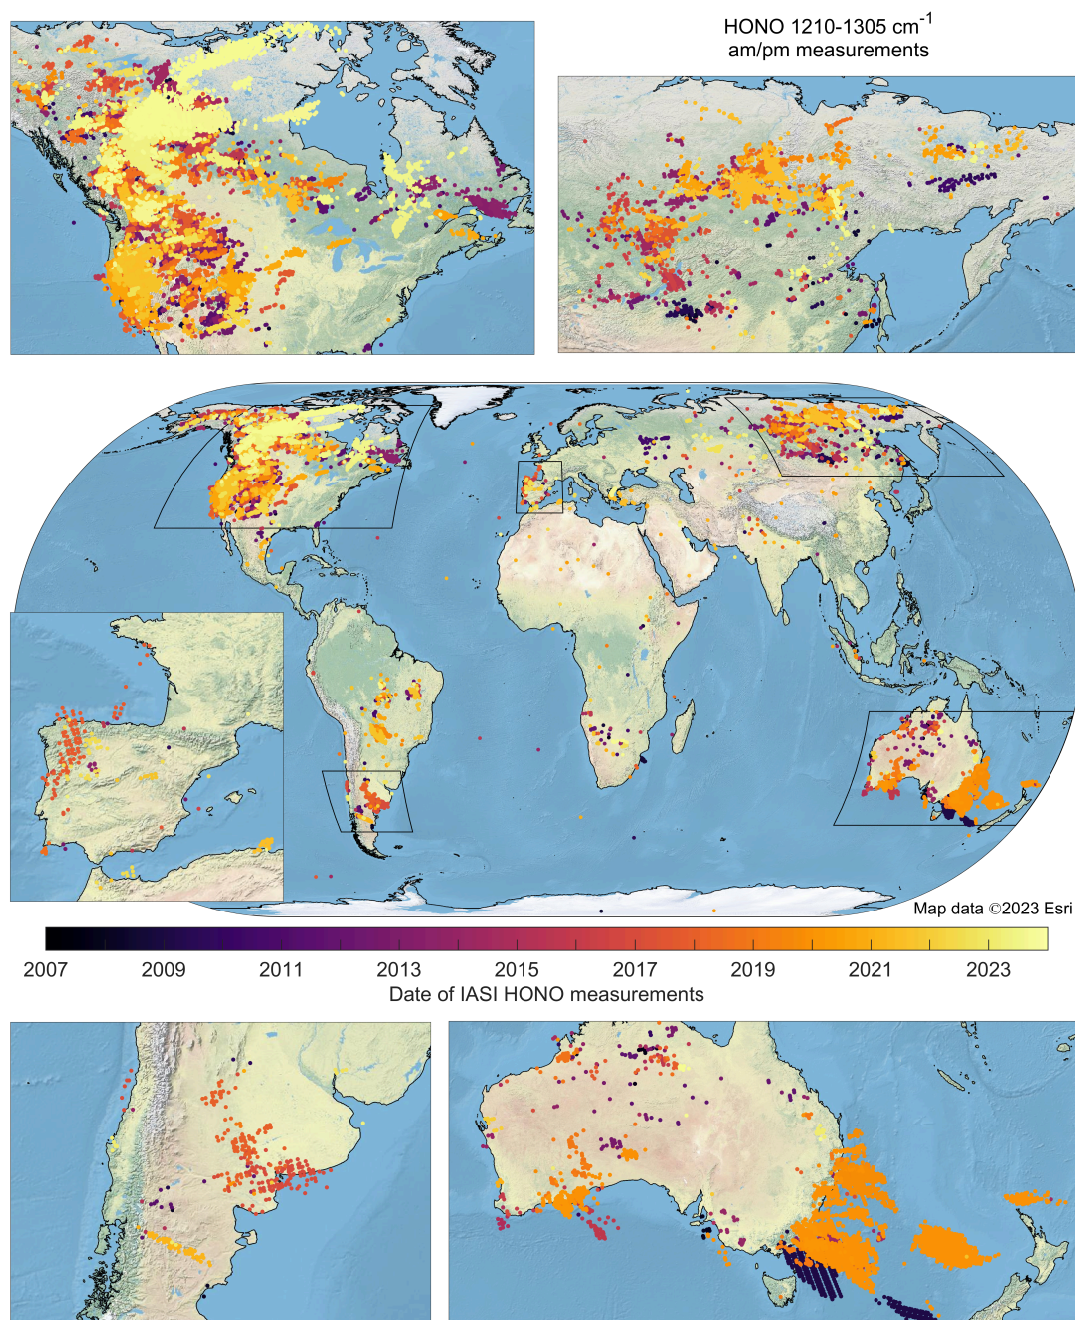 HONO 1210-1305 cm⁻¹
am/pm measurements
Map data ©2023 Esri
2007 2009 2011 2013 2015 2017 2019 2021 2023
Date of IASI HONO measurements